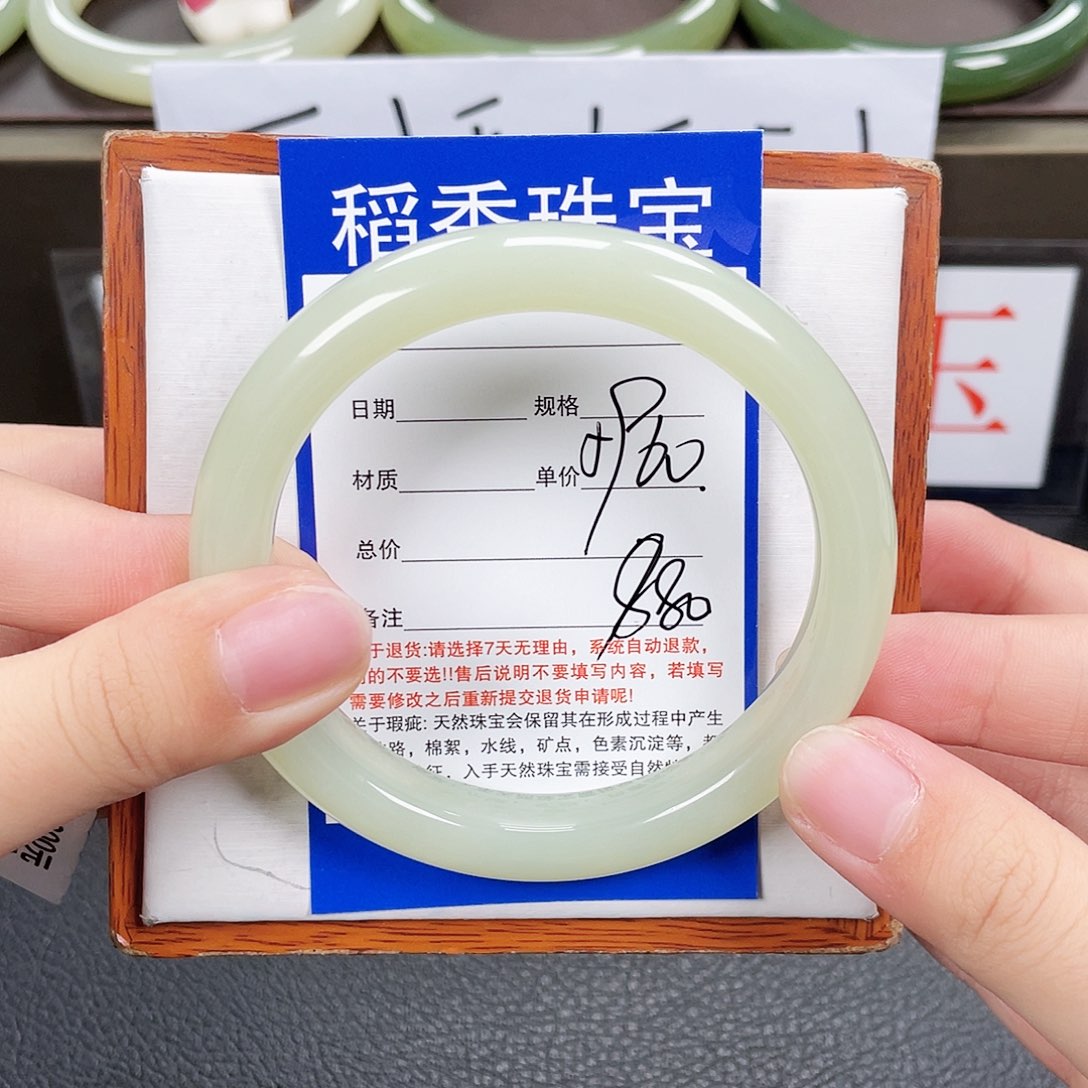 稻香珠宝
日期 规格
材质 单价
总价
880
备注
于退货:请选择7天无理由，系统自动退款，
的不要选!!售后说明不要填写内容，若填写
需要修改之后重新提交退货申请呢!
关于瑕疵: 天然珠宝会保留其在形成过程中产生
路，棉絮，水线，矿点，色素沉淀等，
征，入手天然珠宝需接受自然
玉